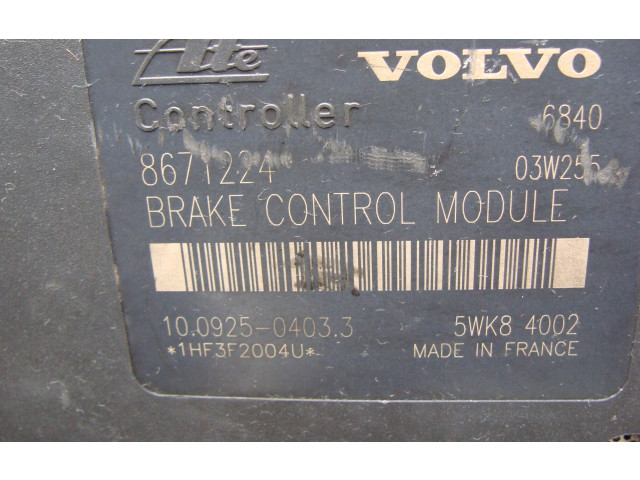 Ate VOLVO
Controller 6840
8671224 03W255
BRAKE CONTROL MODULE
10.0925-0403.3 5WK8 4002
*1HF3F2004U* MADE IN FRANCE